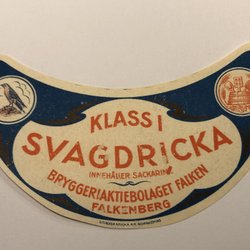 KLASS I
SVAGDRICKA
INNEHÅLLER SACKARIN
BRYGGERIAKTIEBOLAGET FALKEN
FALKENBERG